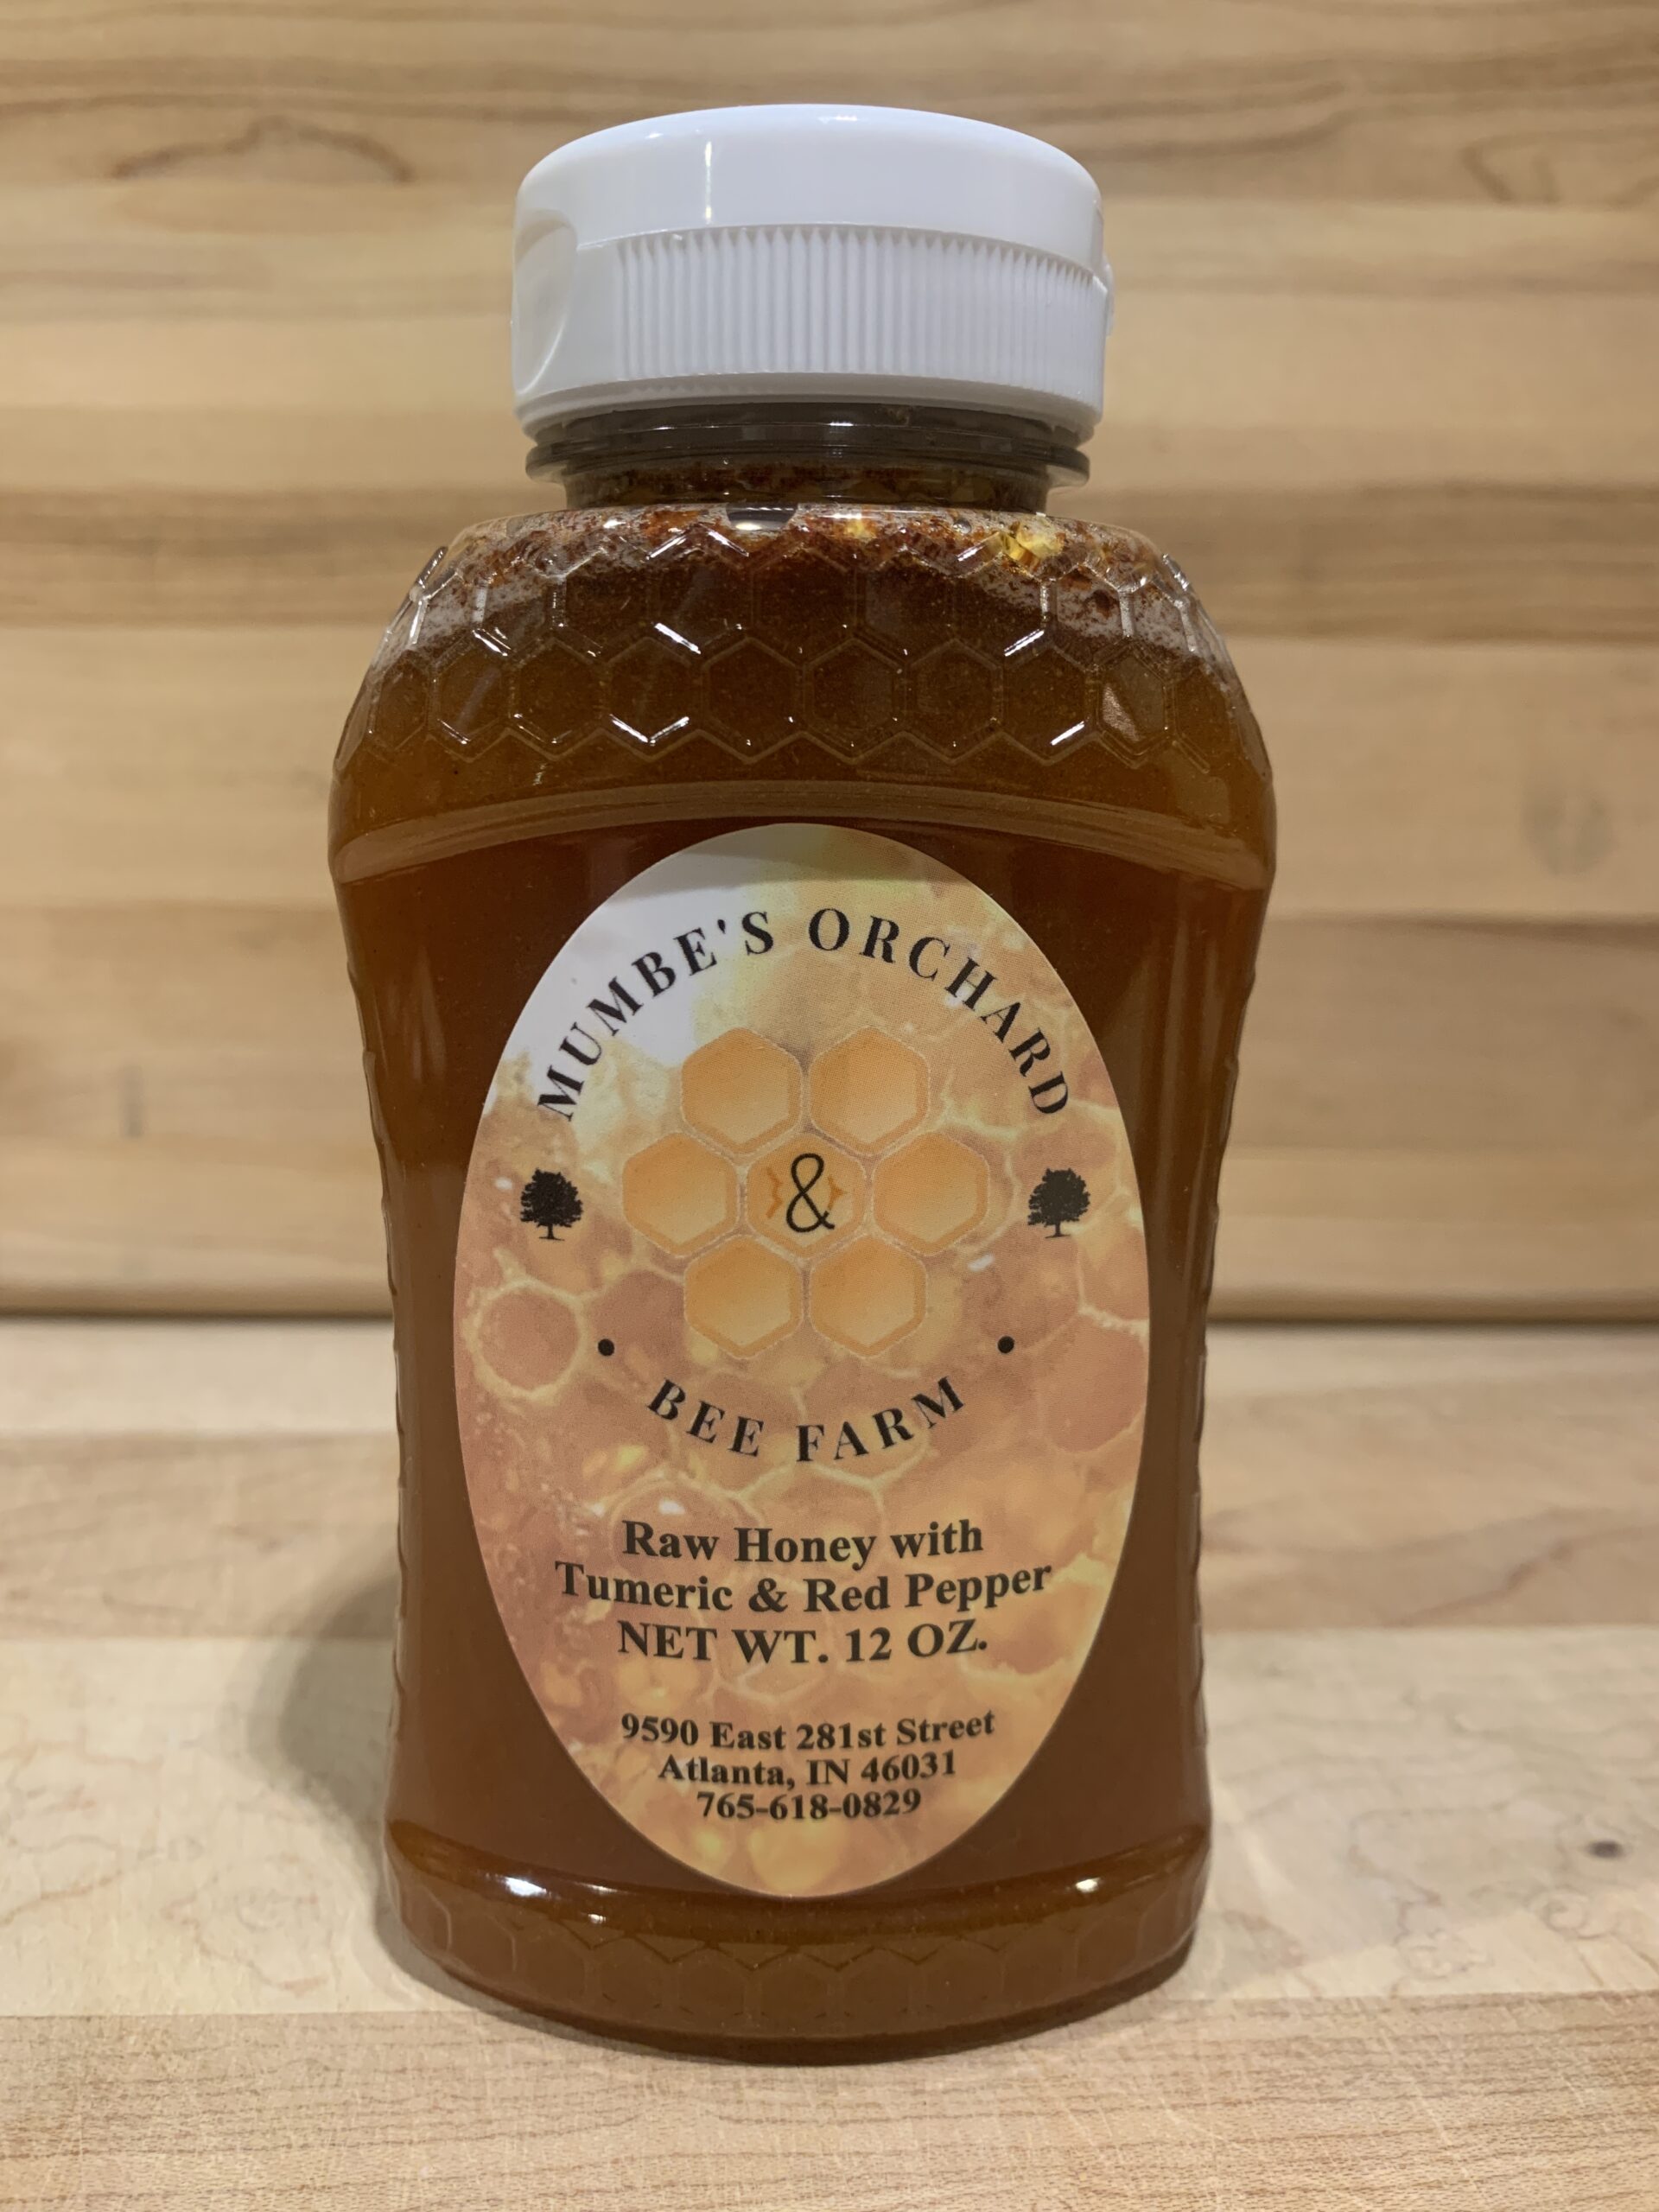 MUMBE'S ORCHARD
&
BEE FARM
Raw Honey with
Tumeric & Red Pepper
NET WT. 12 OZ.
9590 East 281st Street
Atlanta, IN 46031
765-618-0829